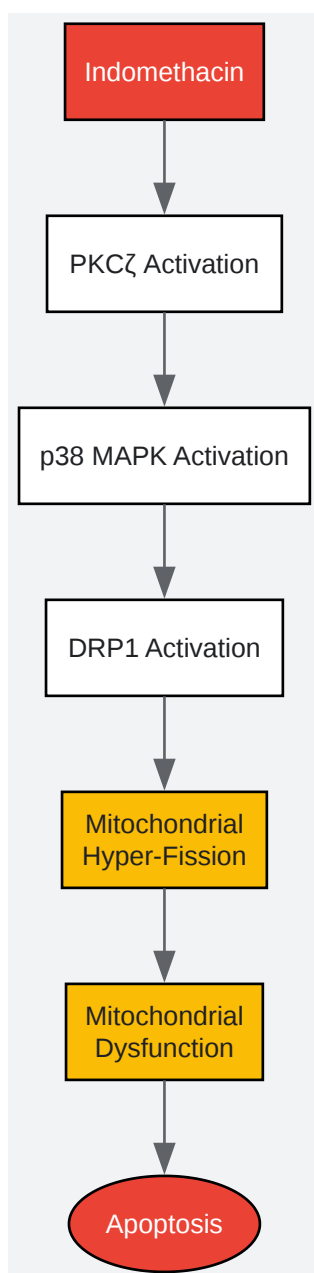 Indomethacin
PKCζ Activation
p38 MAPK Activation
DRP1 Activation
Mitochondrial
Hyper-Fission
Mitochondrial
Dysfunction
Apoptosis